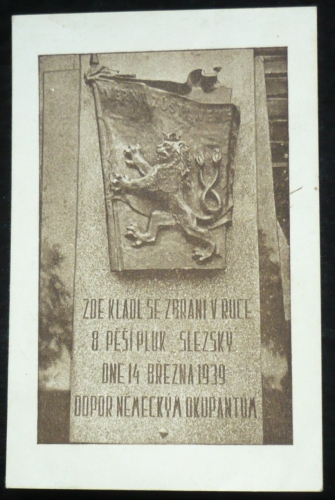 ZDE KLADL SE ZBRANÍ V RUCE
8 PĚŠÍ PLUK SLEZSKÝ
DNE 14 BŘEZNA 1939
ODPOR NĚMECKÝM OKUPANTŮM